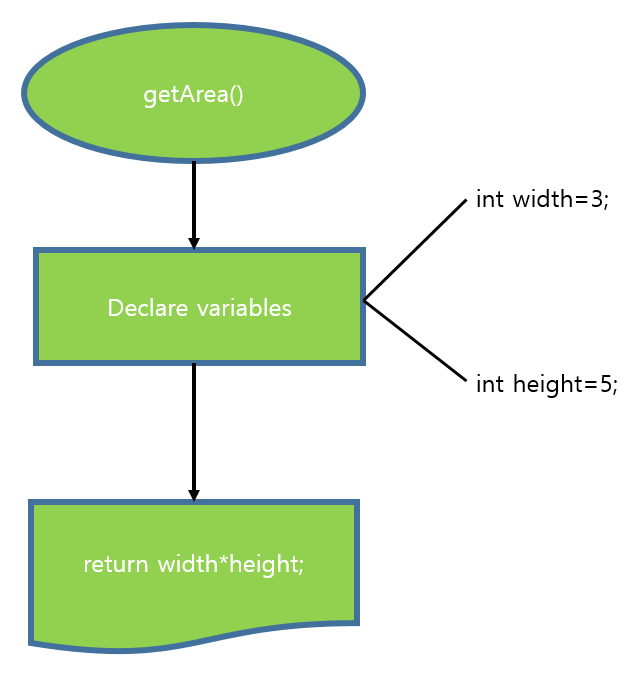 getArea()
int width=3;
Declare variables
int height=5;
return width*height;